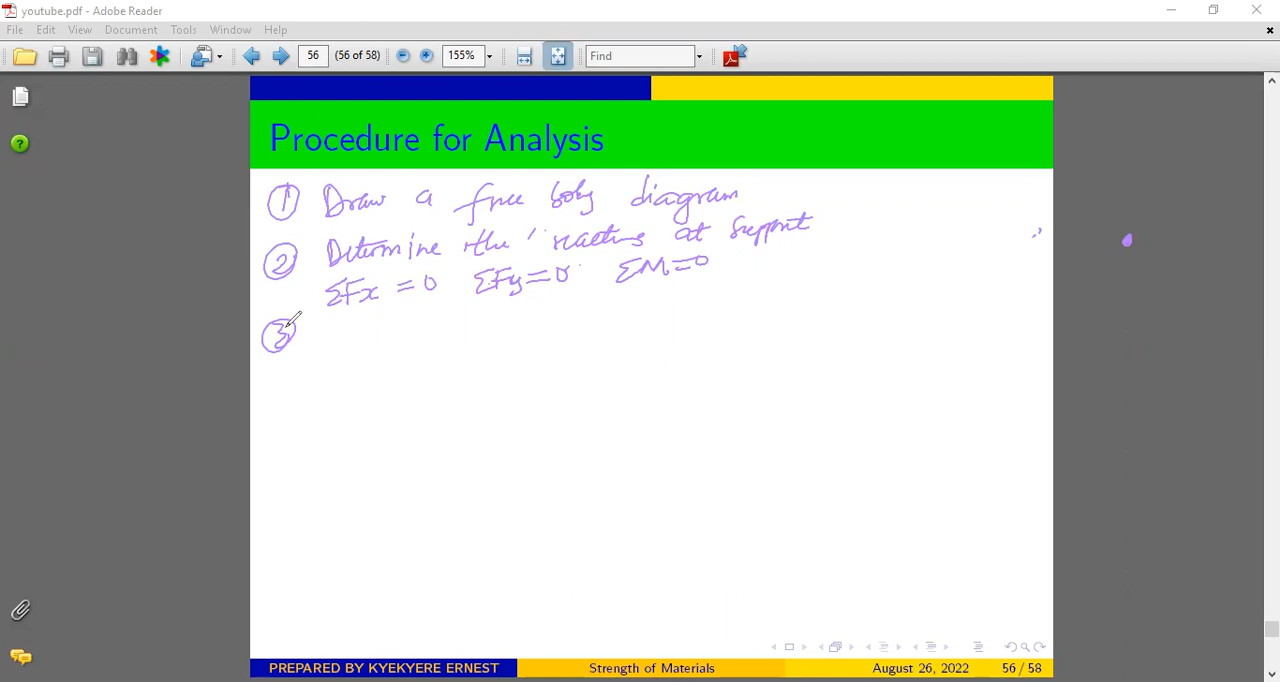 youtube.pdf - Adobe Reader
File Edit View Document Tools Window Help
56 (56 of 58) 155% Find
Procedure for Analysis
1 Draw a free body diagram
2 Determine the reactions at support
ΣFx = 0 ΣFy = 0 ΣM = 0
3
PREPARED BY KYEKYERE ERNEST Strength of Materials August 26, 2022 56 / 58